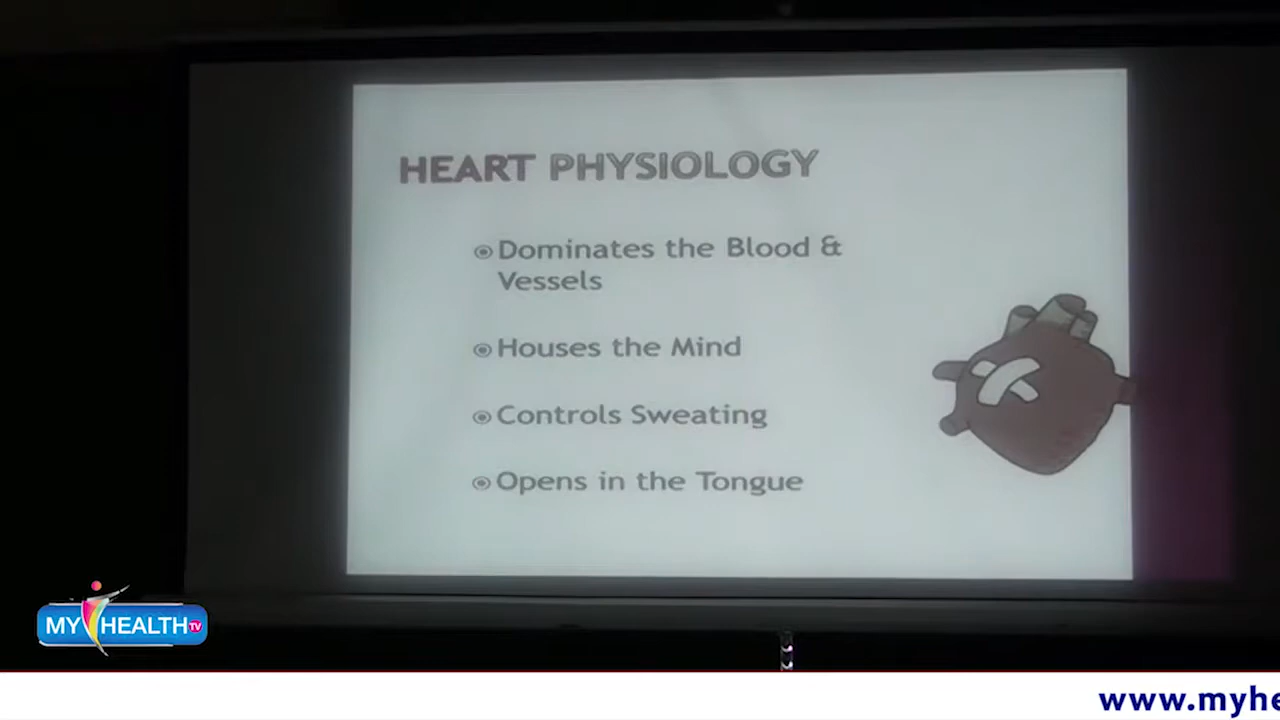 HEART PHYSIOLOGY
Dominates the Blood &
Vessels
Houses the Mind
Controls Sweating
Opens in the Tongue
MY HEALTH TV
www.myhe